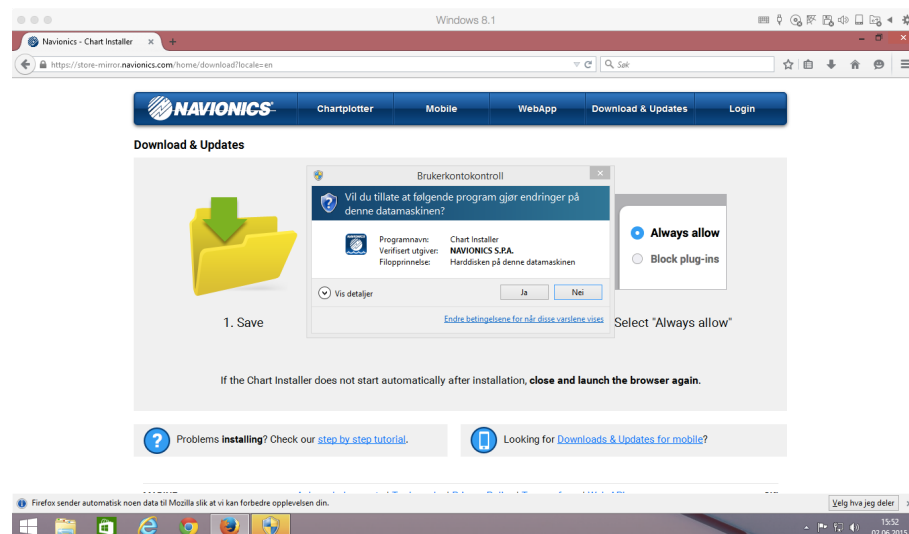 Windows 8.1
Navionics - Chart Installer
https://store-mirror.navionics.com/home/download?locale=en
Søk
NAVIONICS
Chartplotter Mobile WebApp Download & Updates Login
Download & Updates
Brukerkontokontroll
Vil du tillate at følgende program gjør endringer på
denne datamaskinen?
Programnavn: Chart Installer
Verifisert utgiver: NAVIONICS S.P.A.
Filopprinnelse: Harddisken på denne datamaskinen
Vis detaljer
Ja
Nei
Endre betingelsene for når disse varslene vises
Always allow
Block plug-ins
1. Save
Select "Always allow"
If the Chart Installer does not start automatically after installation, close and launch the browser again.
Problems installing? Check our step by step tutorial.
Looking for Downloads & Updates for mobile?
Firefox sender automatisk noen data til Mozilla slik at vi kan forbedre opplevelsen din.
Velg hva jeg deler
15:52
02.06.2015